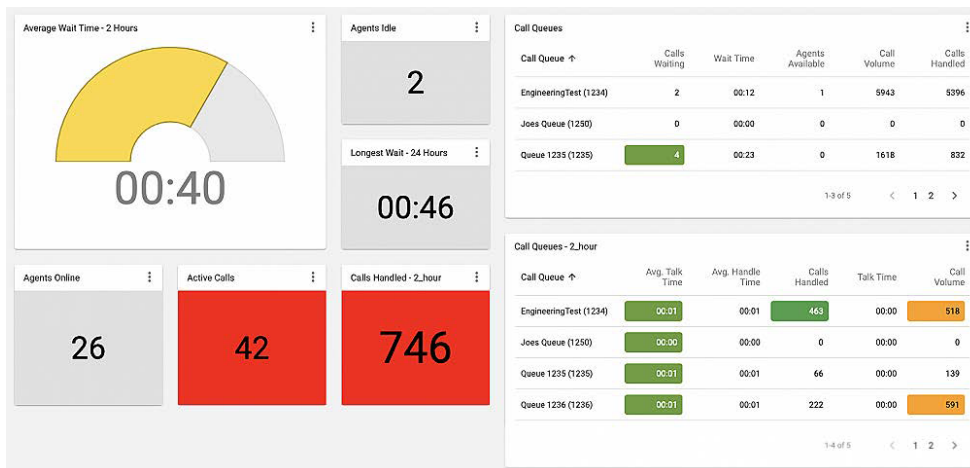 Average Wait Time - 2 Hours
00:40
Agents Idle
2
Longest Wait - 24 Hours
00:46
Agents Online
26
Active Calls
42
Calls Handled - 2_hour
746
Call Queues
Call Queue ↑ Calls Waiting Wait Time Agents Available Call Volume Calls Handled
EngineeringTest (1234) 2 00:12 1 5943 5396
Joes Queue (1250) 0 00:00 0 0 0
Queue 1235 (1235) 4 00:23 0 1618 832
1-3 of 5 < 1 2 >
Call Queues - 2_hour
Call Queue ↑ Avg. Talk Time Avg. Handle Time Calls Handled Talk Time Call Volume
EngineeringTest (1234) 00:01 00:01 463 00:00 518
Joes Queue (1250) 00:00 00:00 0 00:00 0
Queue 1235 (1235) 00:01 00:01 66 00:00 139
Queue 1236 (1236) 00:01 00:01 222 00:00 591
1-4 of 5 < 1 2 >